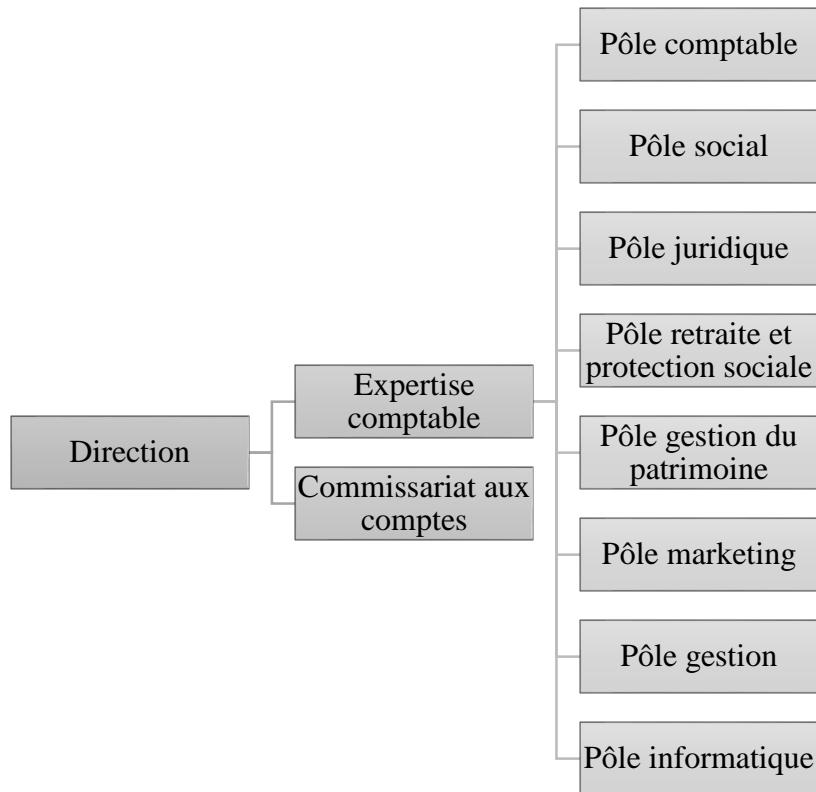 Direction
Expertise
comptable
Commissariat aux
comptes
Pôle comptable
Pôle social
Pôle juridique
Pôle retraite et
protection sociale
Pôle gestion du
patrimoine
Pôle marketing
Pôle gestion
Pôle informatique